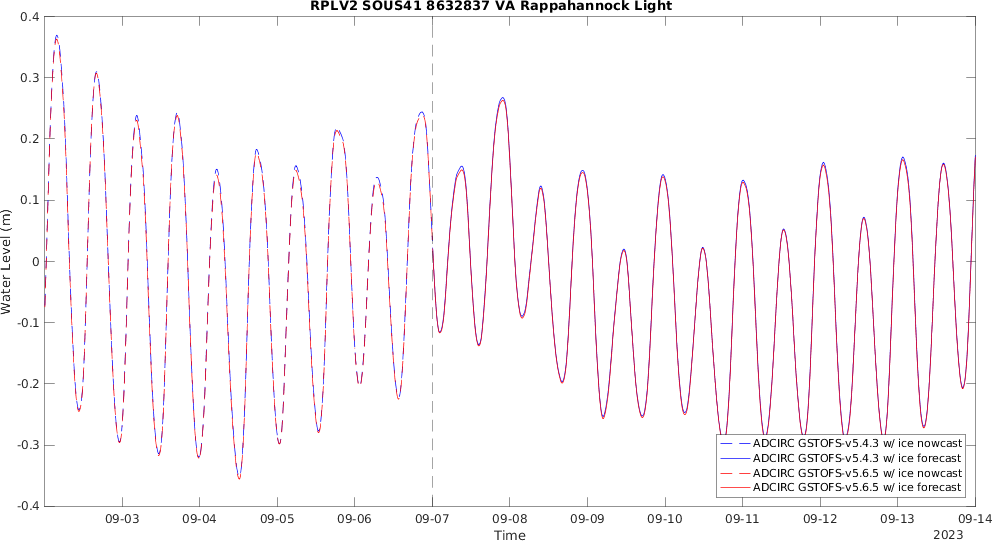 RPLV2 SOUS41 8632837 VA Rappahannock Light
0.4
0.3
0.2
0.1
0
-0.1
-0.2
-0.3
-0.4
Water Level (m)
ADCIRC GSTOFS-v5.4.3 w/ ice nowcast
ADCIRC GSTOFS-v5.4.3 w/ ice forecast
ADCIRC GSTOFS-v5.6.5 w/ ice nowcast
ADCIRC GSTOFS-v5.6.5 w/ ice forecast
09-03 09-04 09-05 09-06 09-07 09-08 09-09 09-10 09-11 09-12 09-13 09-14
Time
2023